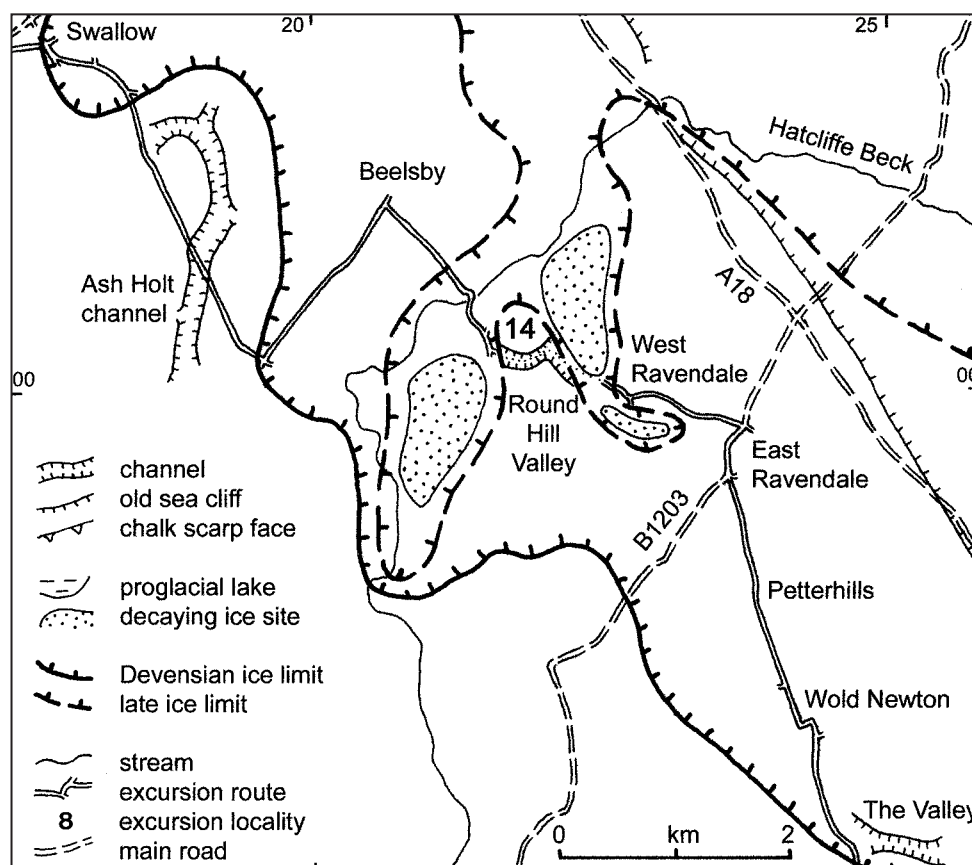 Swallow
20
25
Hatcliffe Beck
Beelsby
Ash Holt
channel
A18
14
West
Ravendale
00
00
Round
Hill
Valley
East
Ravendale
B1203
Petterhills
Wold Newton
The Valley
channel
old sea cliff
chalk scarp face
proglacial lake
decaying ice site
Devensian ice limit
late ice limit
stream
excursion route
8 excursion locality
main road
0 km 2